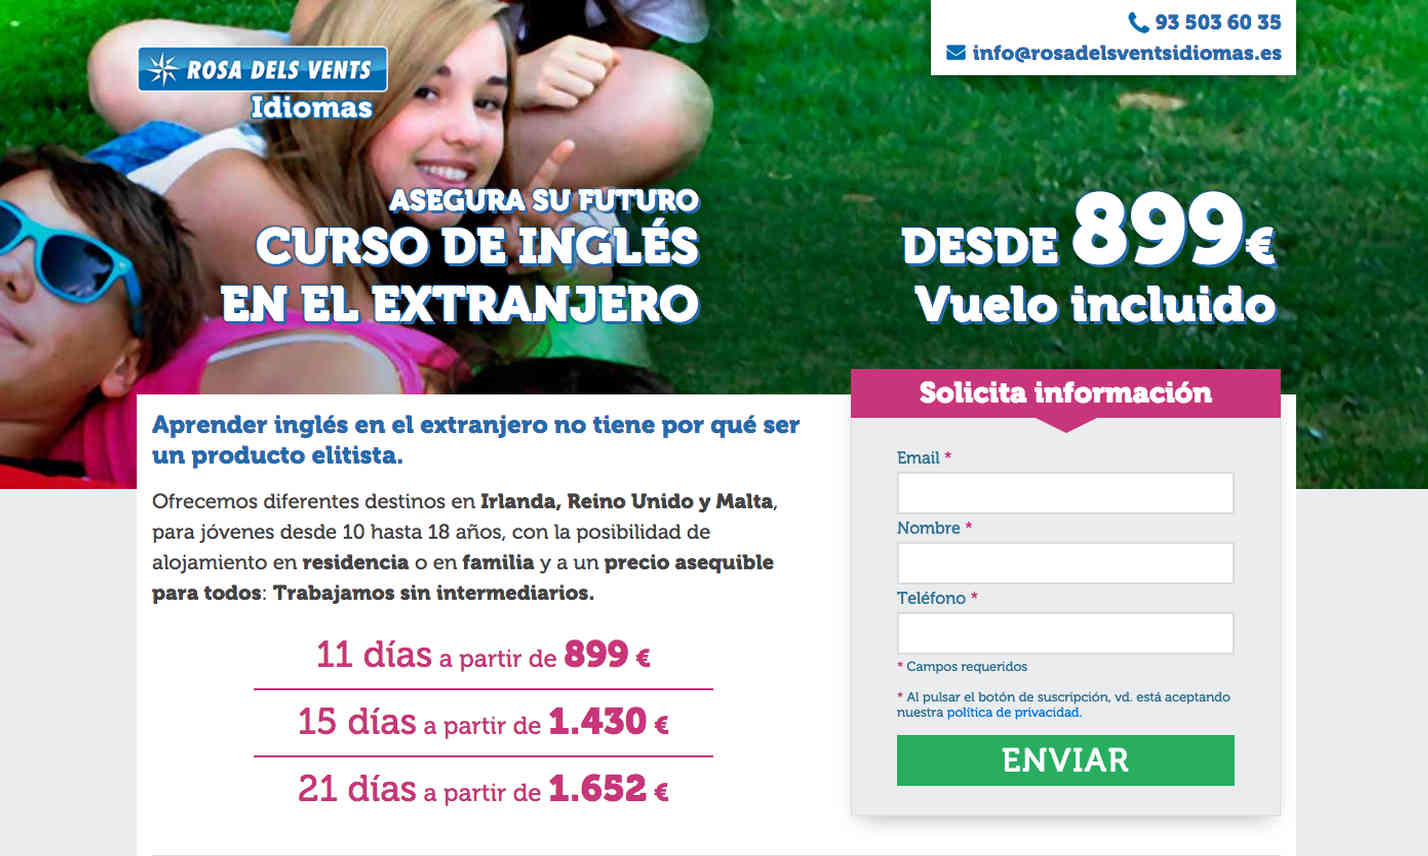 93 503 60 35
info@rosadelsventsidiomas.es
ROSA DELS VENTS
Idiomas
ASEGURA SU FUTURO
CURSO DE INGLÉS
EN EL EXTRANJERO
DESDE 899€
Vuelo incluido
Aprender inglés en el extranjero no tiene por qué ser
un producto elitista.
Ofrecemos diferentes destinos en Irlanda, Reino Unido y Malta,
para jóvenes desde 10 hasta 18 años, con la posibilidad de
alojamiento en residencia o en familia y a un precio asequible
para todos: Trabajamos sin intermediarios.
11 días a partir de 899 €
15 días a partir de 1.430 €
21 días a partir de 1.652 €
Solicita información
Email *
Nombre *
Teléfono *
* Campos requeridos
* Al pulsar el botón de suscripción, vd. está aceptando
nuestra política de privacidad.
ENVIAR